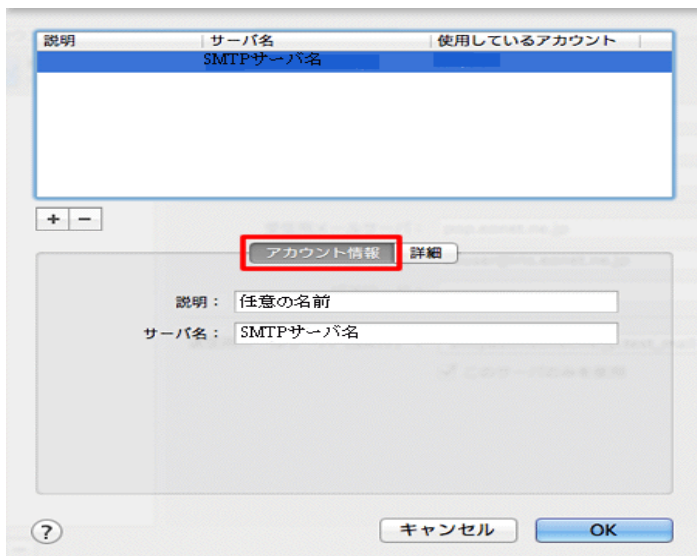 説明 サーバ名 使用しているアカウント
SMTPサーバ名
+ −
アカウント情報 詳細
説明： 任意の名前
サーバ名： SMTPサーバ名
? キャンセル OK